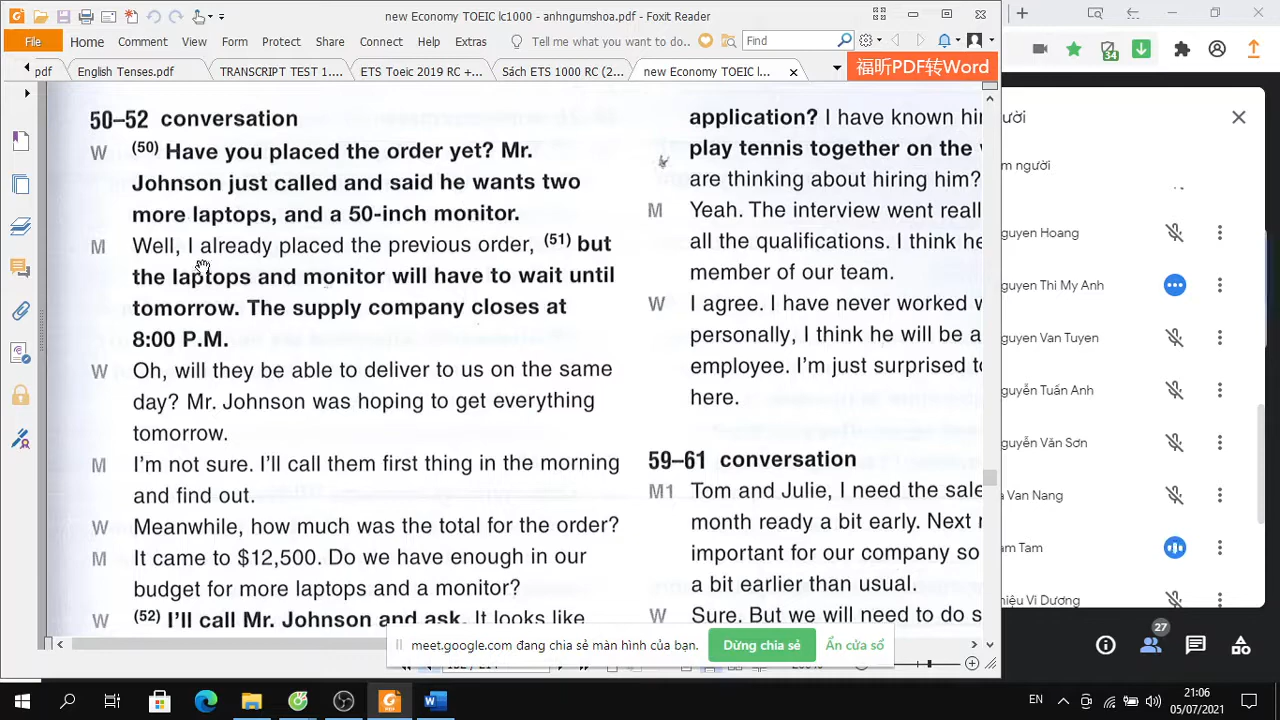 new Economy TOEIC lc1000 - anhngumshoa.pdf - Foxit Reader
File Home Comment View Form Protect Share Connect Help Extras Tell me what you want to do.. Find
34
pdf English Tenses.pdf TRANSCRIPT TEST 1.... ETS Toeic 2019 RC +... Sách ETS 1000 RC (2... new Economy TOEIC l... 福昕PDF转Word
50–52 conversation
W (50) Have you placed the order yet? Mr.
Johnson just called and said he wants two
more laptops, and a 50-inch monitor.
M Well, I already placed the previous order, (51) but
the laptops and monitor will have to wait until
tomorrow. The supply company closes at
8:00 P.M.
W Oh, will they be able to deliver to us on the same
day? Mr. Johnson was hoping to get everything
tomorrow.
M I'm not sure. I'll call them first thing in the morning
and find out.
W Meanwhile, how much was the total for the order?
M It came to $12,500. Do we have enough in our
budget for more laptops and a monitor?
W (52) I'll call Mr. Johnson and ask. It looks like
application? I have known hi
play tennis together on the
are thinking about hiring him?
M Yeah. The interview went reall
all the qualifications. I think he
member of our team.
W I agree. I have never worked
personally, I think he will be a
employee. I'm just surprised t
here.
59–61 conversation
M1 Tom and Julie, I need the sale
month ready a bit early. Next
important for our company so
a bit earlier than usual.
W Sure. But we will need to do s
ười
m người
guyen Hoang
guyen Thi My Anh
guyen Van Tuyen
guyễn Tuấn Anh
guyễn Văn Sơn
Van Nang
am Tam
hiệu Vi Dương
27
meet.google.com đang chia sẻ màn hình của bạn. Dừng chia sẻ Ẩn cửa sổ
EN 21:06
05/07/2021